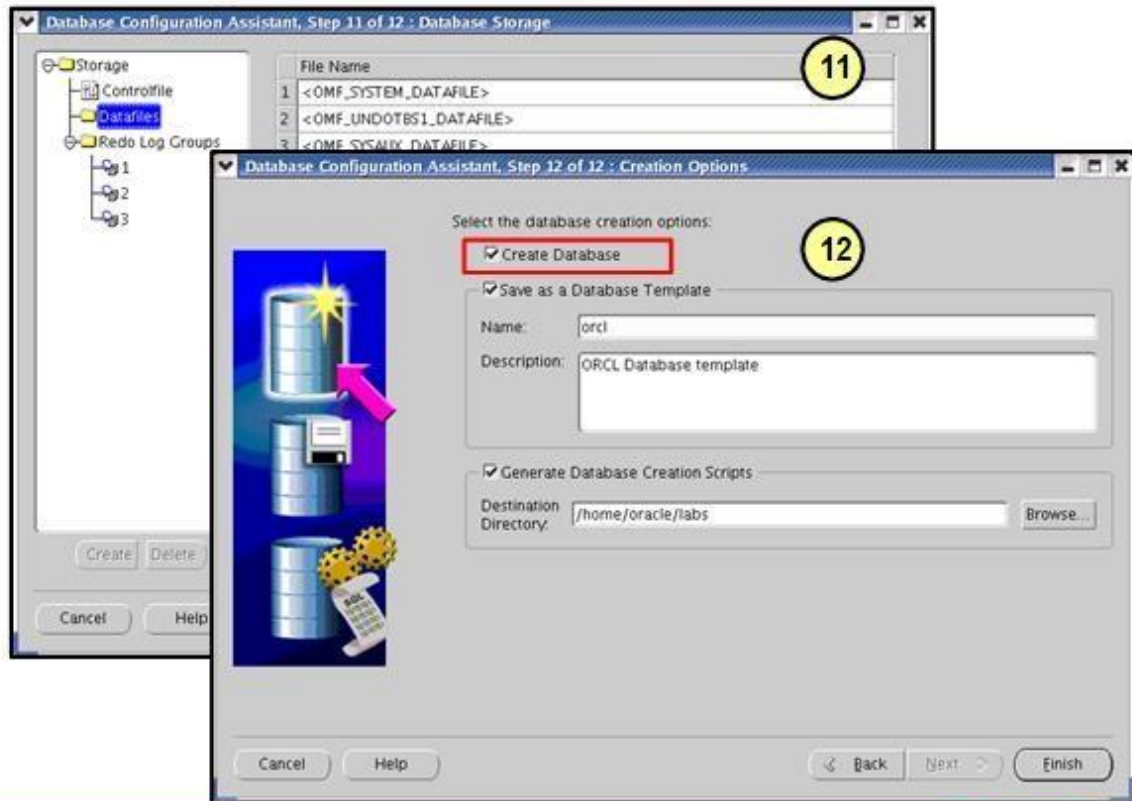 Database Configuration Assistant, Step 11 of 12 : Database Storage
11
Storage
Controlfile
Datafiles
Redo Log Groups
1
2
3
File Name
1 <OMF_SYSTEM_DATAFILE>
2 <OMF_UNDOTBS1_DATAFILE>
3 <OMF_SYSAUX_DATAFILE>
Create Delete
Cancel Help
Database Configuration Assistant, Step 12 of 12 : Creation Options
Select the database creation options:
12
Create Database
Save as a Database Template
Name: orcl
Description: ORCL Database template
Generate Database Creation Scripts
Destination
Directory: /home/oracle/labs Browse...
SQL
Cancel Help Back Next Finish